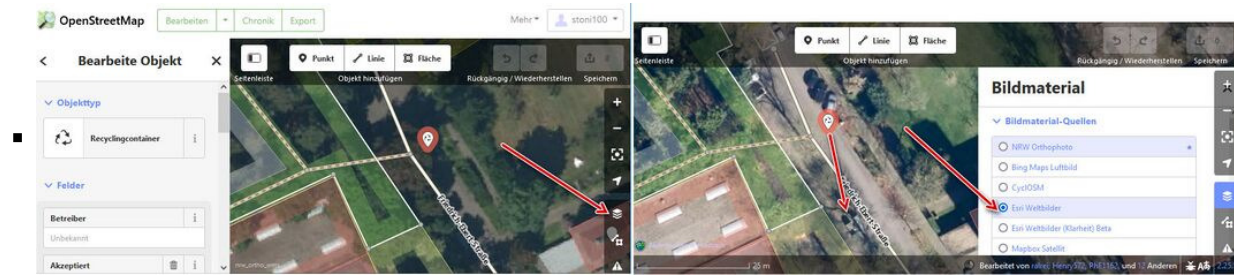 OpenStreetMap
Bearbeiten
Chronik
Export
Mehr
stoni100
Bearbeite Objekt
Objekttyp
Recyclingcontainer
Felder
Betreiber
Unbekannt
Akzeptiert
Seitenleiste
Punkt
Linie
Fläche
Objekt hinzufügen
Rückgängig / Wiederherstellen
Speichern
Friedrich-Ebert-Straße
Seitenleiste
Punkt
Linie
Fläche
Objekt hinzufügen
Rückgängig / Wiederherstellen
Speichern
Friedrich-Ebert-Straße
25 m
Bildmaterial
Bildmaterial-Quellen
NRW Orthophoto
Bing Maps Luftbild
CyclOSM
Esri Weltbilder
Esri Weltbilder (Klarheit) Beta
Mapbox Satellit
Bearbeitet von
und 12 Anderen